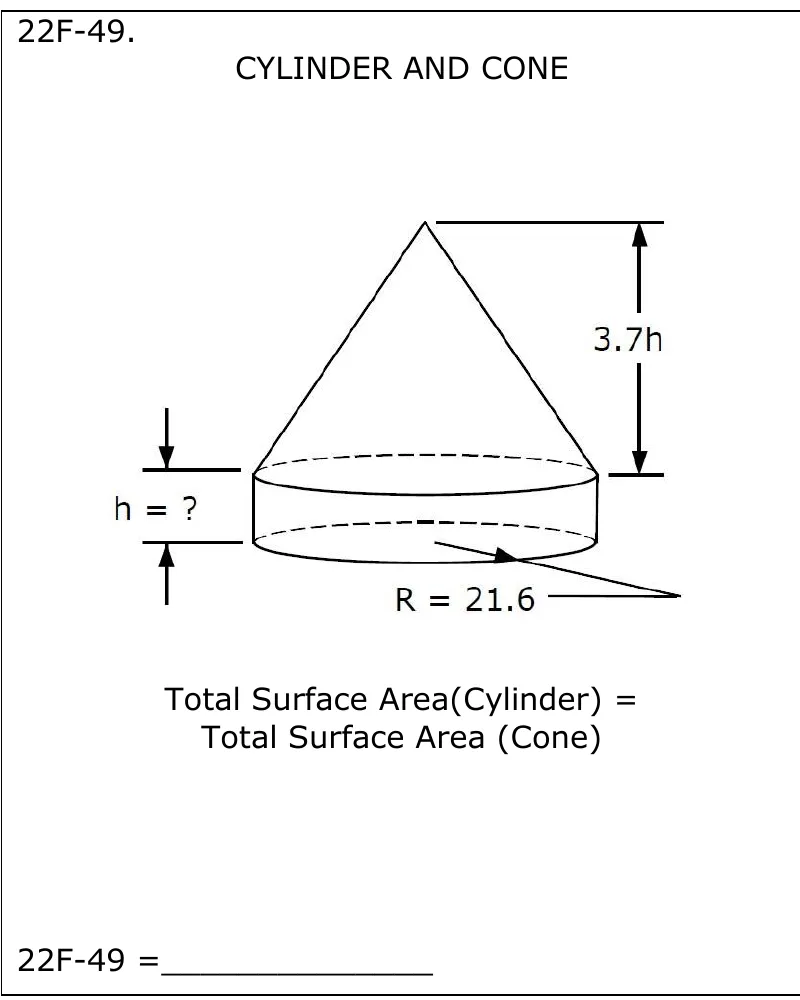 22F-49.
CYLINDER AND CONE
3.7h
h = ?
R = 21.6
Total Surface Area(Cylinder) =
Total Surface Area (Cone)
22F-49 =_________________